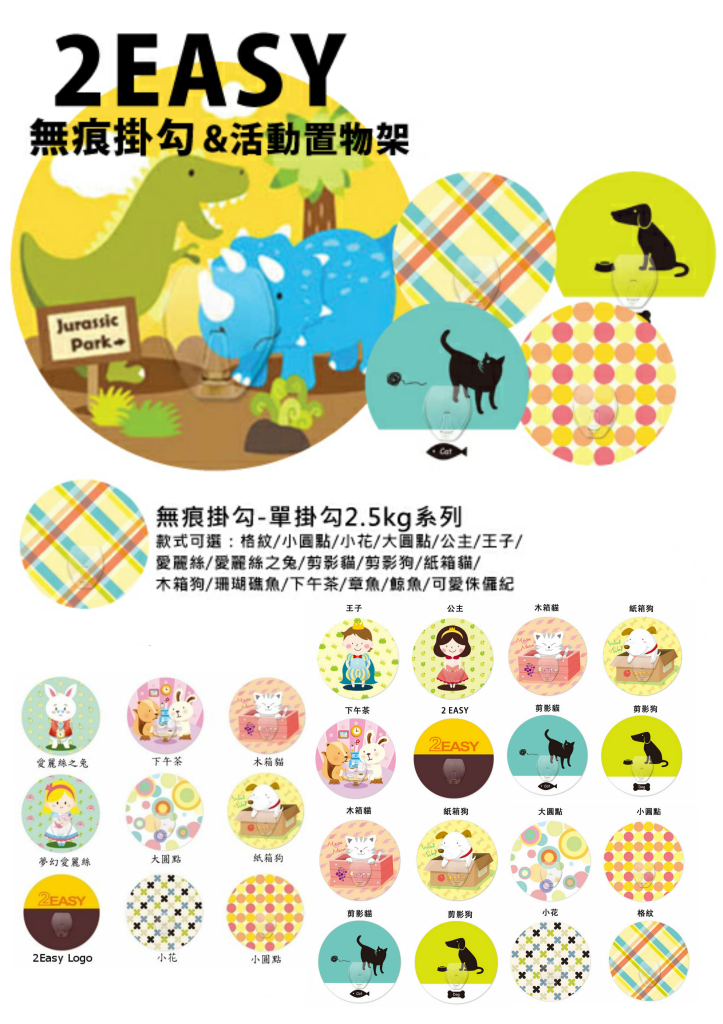 2EASY
無痕掛勾&活動置物架
Jurassic
Park
Cat
無痕掛勾-單掛勾2.5kg系列
款式可選：格紋/小圓點/小花/大圓點/公主/王子/
愛麗絲/愛麗絲之兔/剪影貓/剪影狗/紙箱貓/
木箱狗/珊瑚礁魚/下午茶/章魚/鯨魚/可愛侏儸紀
王子 公主 木箱貓 紙箱狗
下午茶 2 EASY 剪影貓 剪影狗
2EASY
Cat Dog
愛麗絲之兔 下午茶 木箱貓
夢幻愛麗絲 大圓點 紙箱狗
2EASY
2Easy Logo 小花 小圓點
木箱貓 紙箱狗 大圓點 小圓點
剪影貓 剪影狗 小花 格紋
Cat Dog